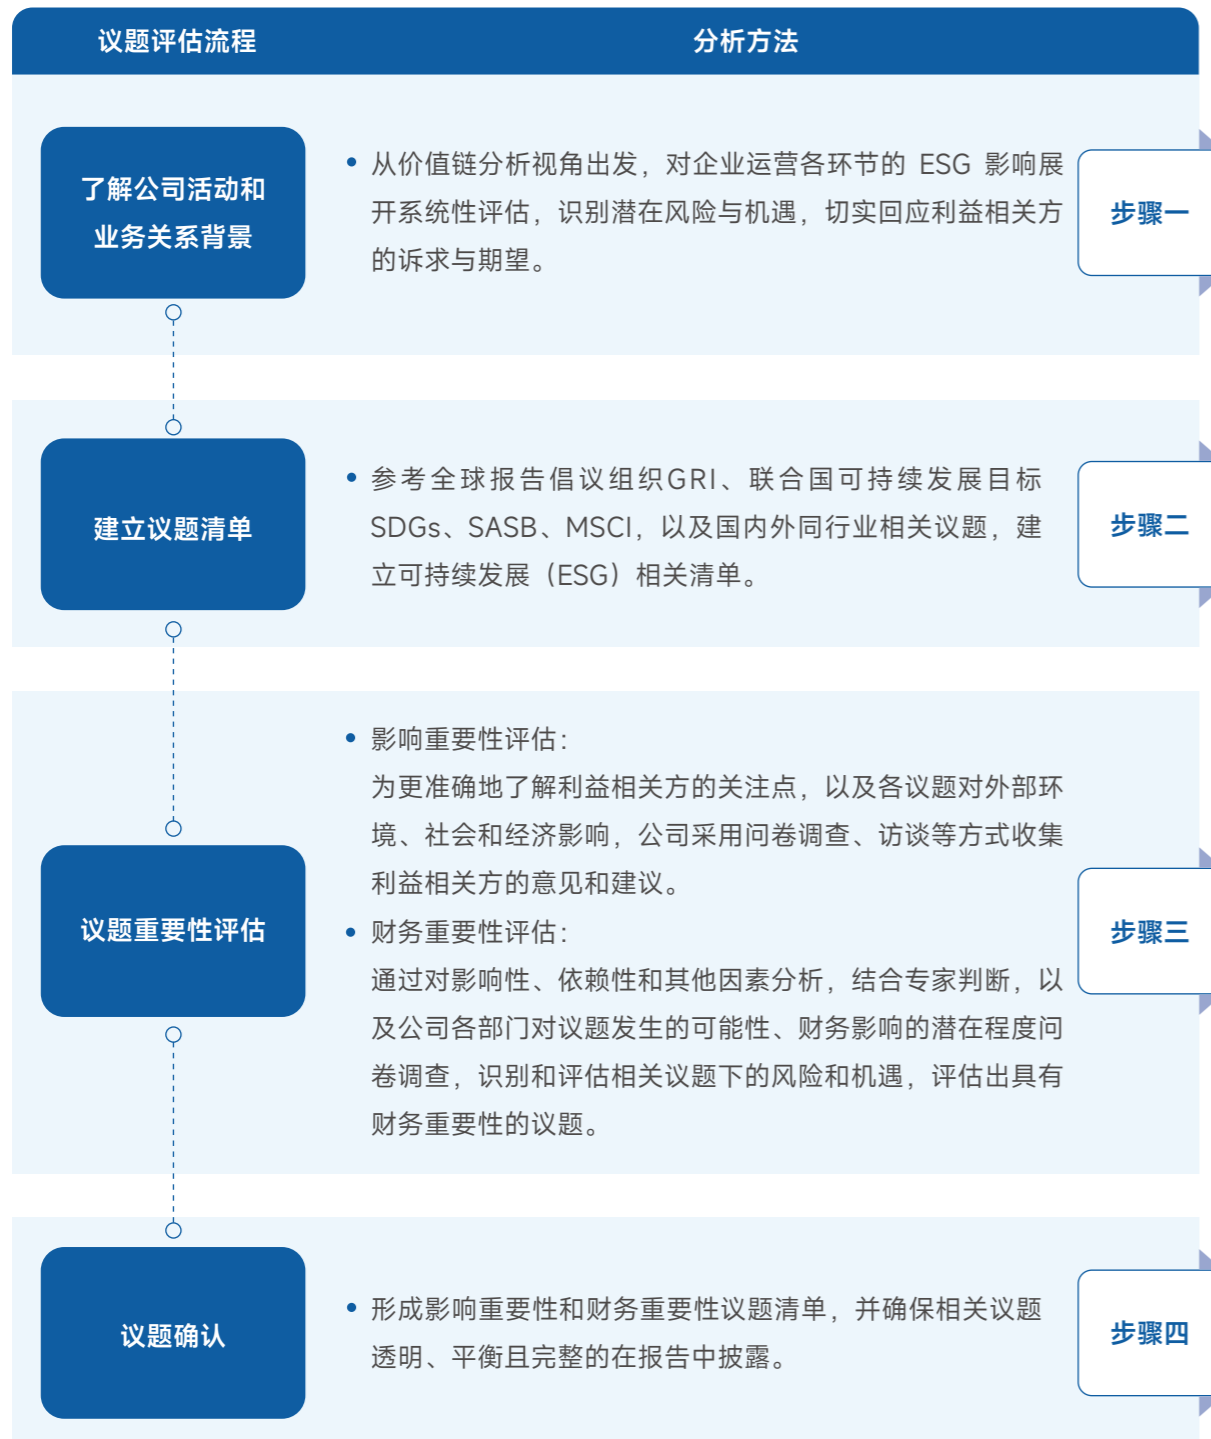 议题评估流程
分析方法
了解公司活动和
业务关系背景
• 从价值链分析视角出发，对企业运营各环节的 ESG 影响展
开系统性评估，识别潜在风险与机遇，切实回应利益相关方
的诉求与期望。
步骤一
建立议题清单
• 参考全球报告倡议组织GRI、联合国可持续发展目标
SDGs、SASB、MSCI，以及国内外同行业相关议题，建
立可持续发展（ESG）相关清单。
步骤二
议题重要性评估
• 影响重要性评估：
为更准确地了解利益相关方的关注点，以及各议题对外部环
境、社会和经济影响，公司采用问卷调查、访谈等方式收集
利益相关方的意见和建议。
• 财务重要性评估：
通过对影响性、依赖性和其他因素分析，结合专家判断，以
及公司各部门对议题发生的可能性、财务影响的潜在程度问
卷调查，识别和评估相关议题下的风险和机遇，评估出具有
财务重要性的议题。
步骤三
议题确认
• 形成影响重要性和财务重要性议题清单，并确保相关议题
透明、平衡且完整的在报告中披露。
步骤四